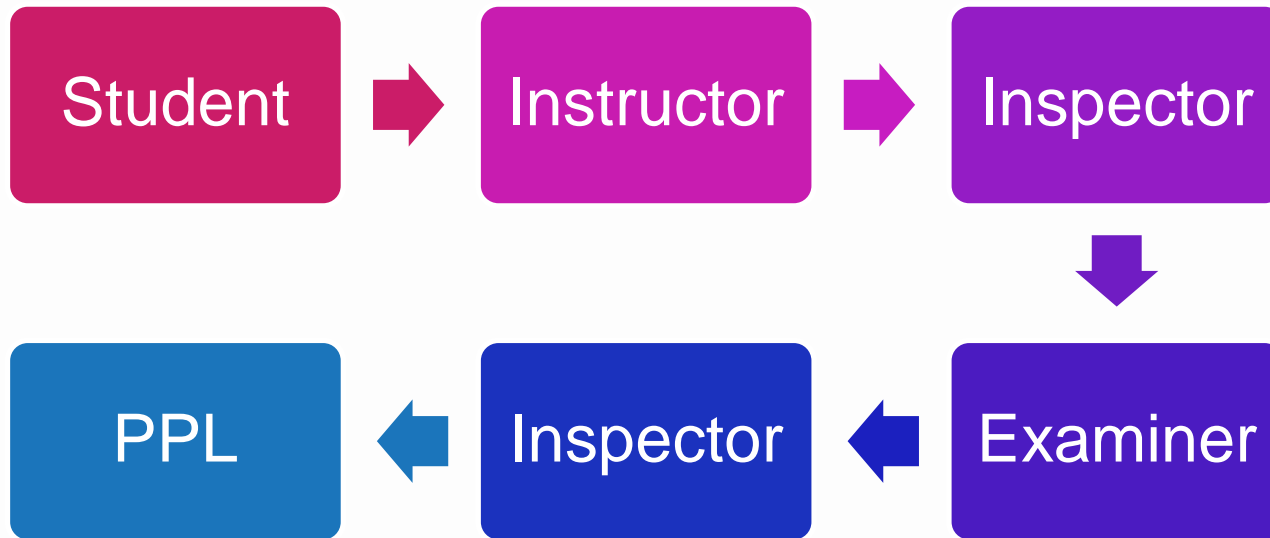 Student
Instructor
Inspector
Examiner
Inspector
PPL